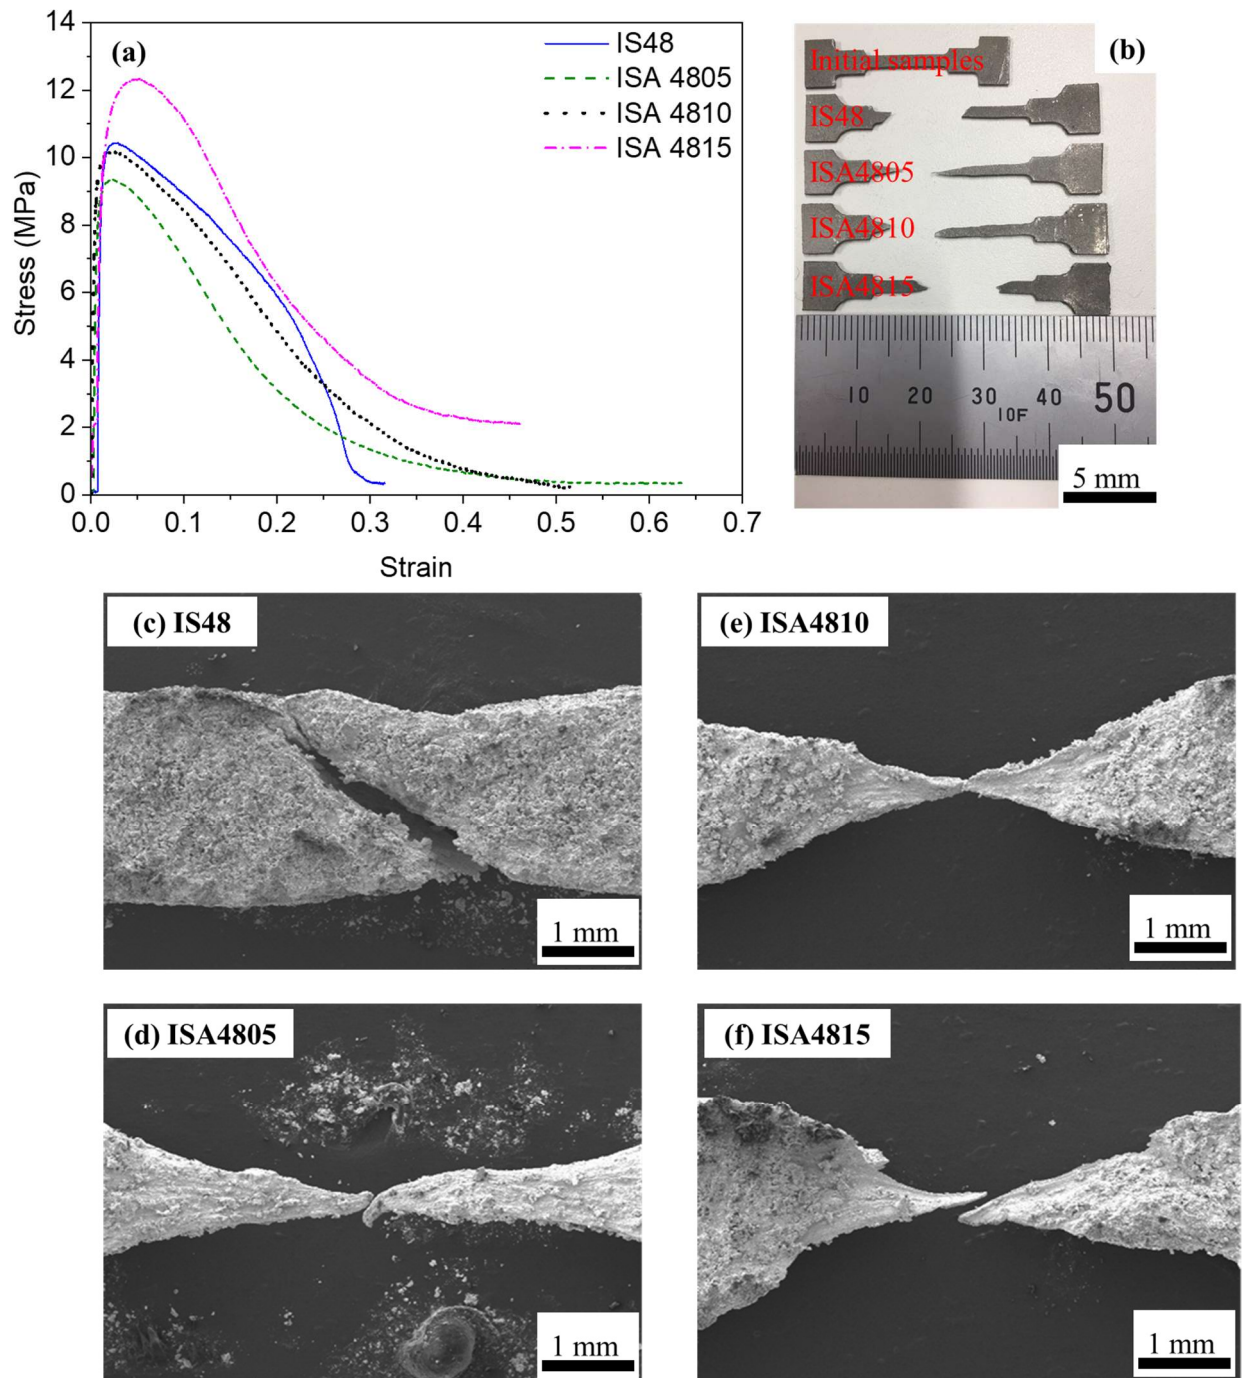 (a)
14
12
10
8
6
4
2
0
Stress (MPa)
0.0 0.1 0.2 0.3 0.4 0.5 0.6 0.7
Strain
IS48
ISA 4805
ISA 4810
ISA 4815
(b)
Initial samples
IS48
ISA4805
ISA4810
ISA4815
10 20 30 40 50
10F
5 mm
(c) IS48
1 mm
(e) ISA4810
1 mm
(d) ISA4805
1 mm
(f) ISA4815
1 mm